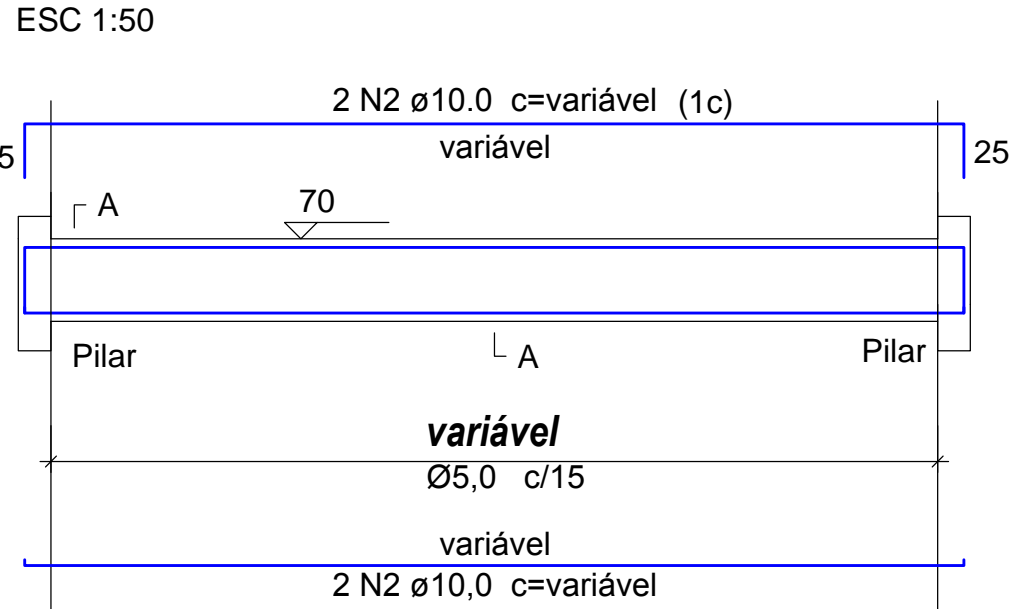 ESC 1:50
2 N2 ø10.0 c=variável (1c)
variável
5
25
A
70
Pilar
A
Pilar
variável
Ø5,0 c/15
variável
2 N2 ø10,0 c=variável